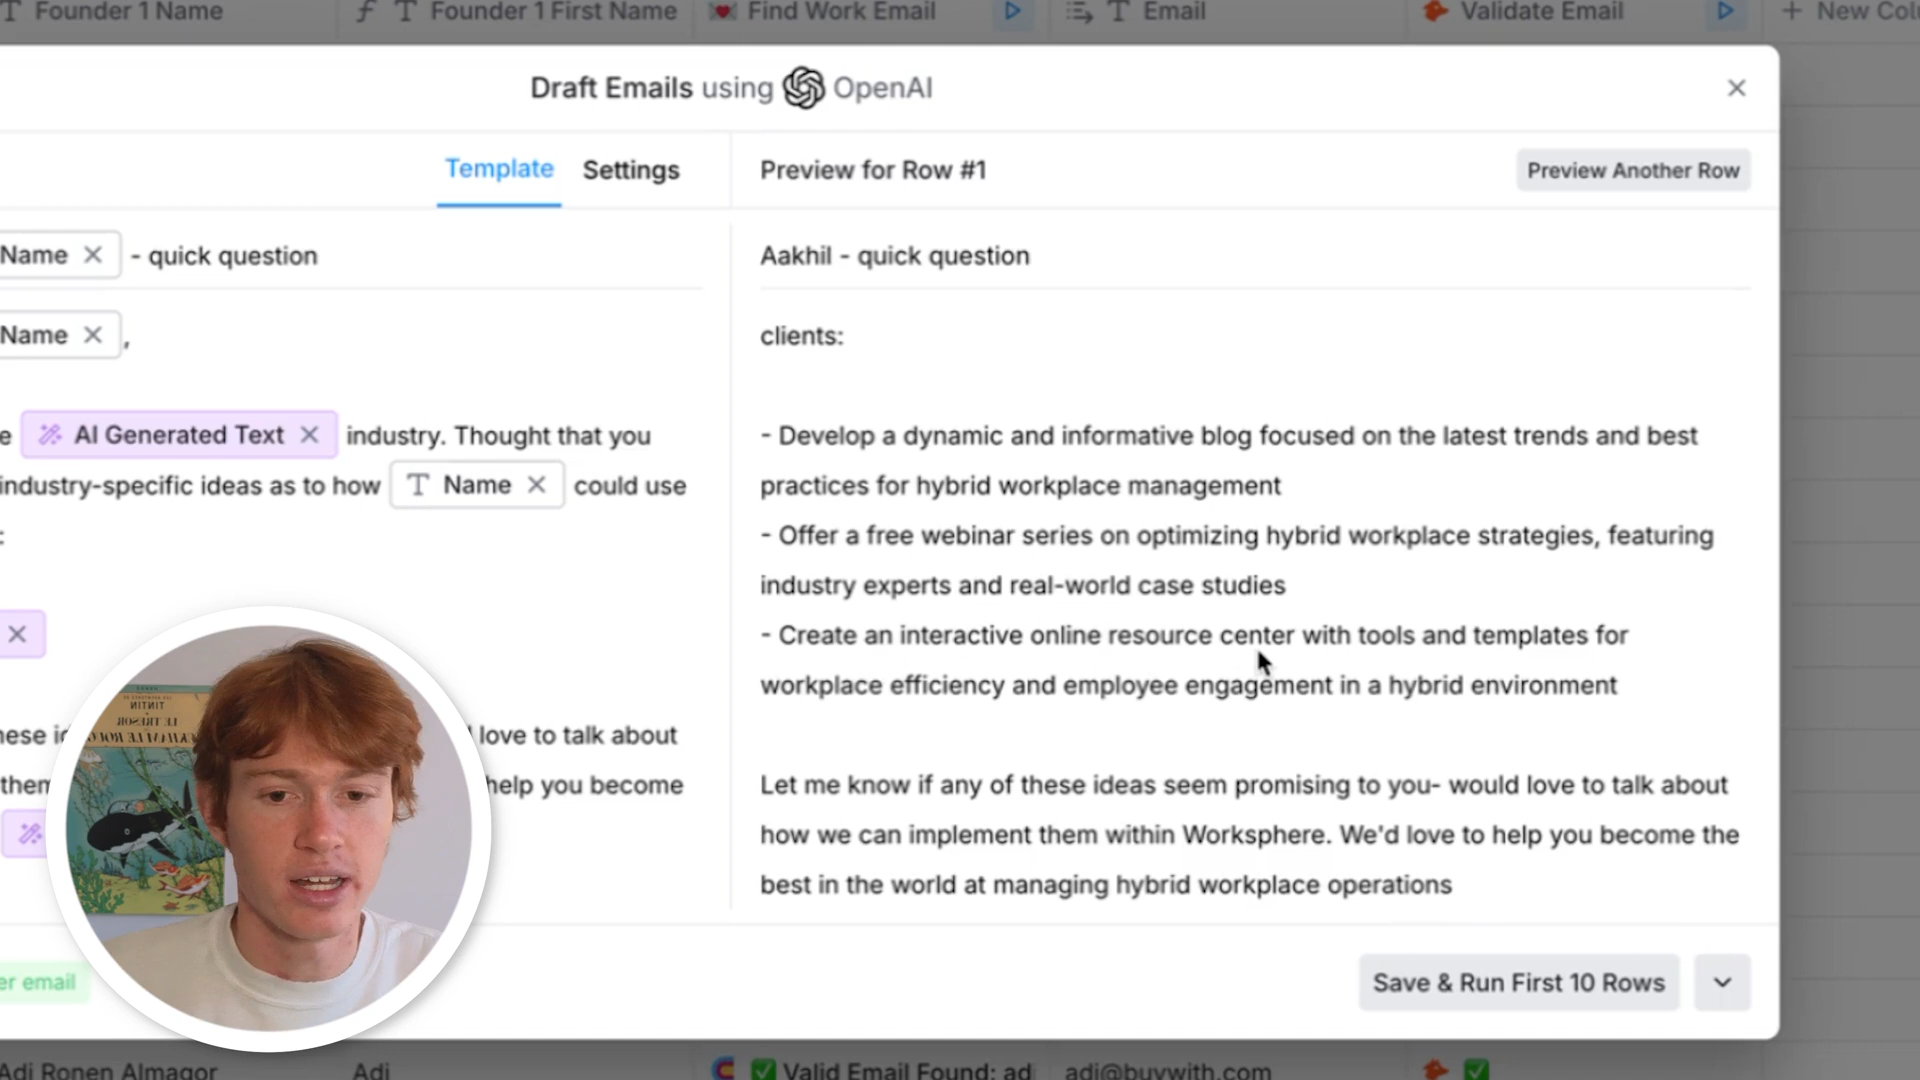 Founder 1 Name
Founder 1 First Name
Find Work Email
Email
Validate Email
+ New Col
Draft Emails using OpenAI
Template
Settings
Preview for Row #1
Preview Another Row
Name
- quick question
Aakhil - quick question
Name
,
clients:
e AI Generated Text industry. Thought that you
industry-specific ideas as to how Name could use
:
- Develop a dynamic and informative blog focused on the latest trends and best
practices for hybrid workplace management
- Offer a free webinar series on optimizing hybrid workplace strategies, featuring
industry experts and real-world case studies
- Create an interactive online resource center with tools and templates for
workplace efficiency and employee engagement in a hybrid environment
love to talk about
help you become
Let me know if any of these ideas seem promising to you- would love to talk about
how we can implement them within Worksphere. We'd love to help you become the
best in the world at managing hybrid workplace operations
TINTIN
LE TRÉSOR
er email
Save & Run First 10 Rows
Adi Ronen Almagor
Adi
Valid Email Found: ad
adi@buywith.com